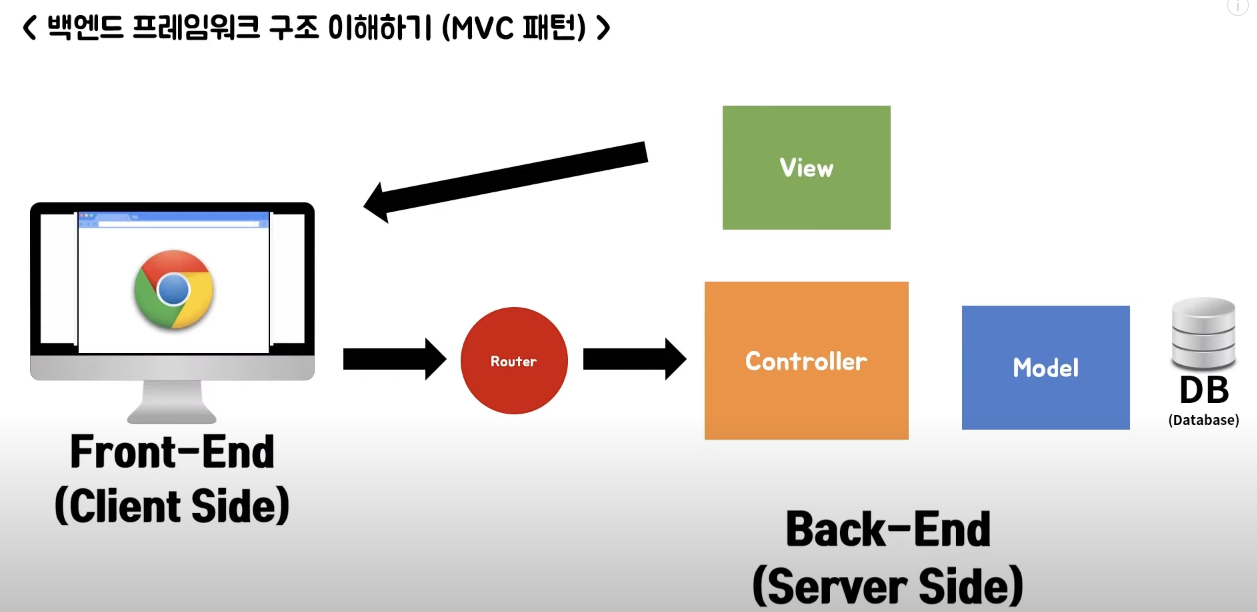 < 백엔드 프레임워크 구조 이해하기 (MVC 패턴) >
View
Router
Controller
Model
DB
(Database)
Front-End
(Client Side)
Back-End
(Server Side)